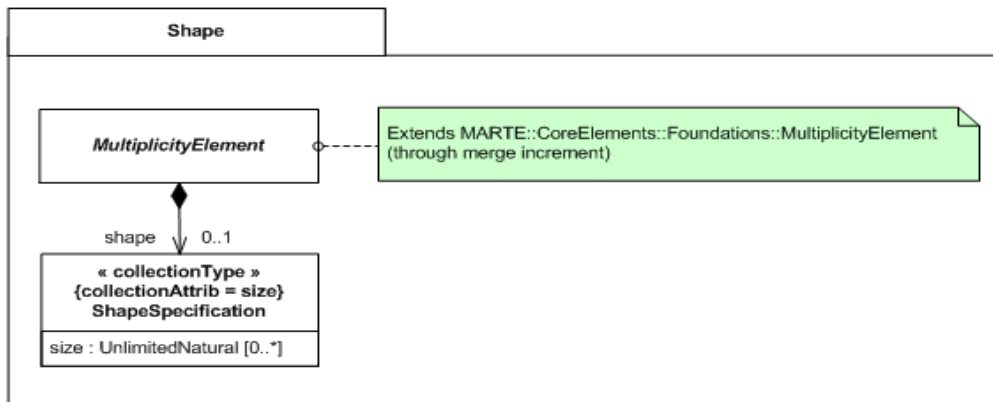 Shape
MultiplicityElement
Extends MARTE::CoreElements::Foundations::MultiplicityElement
(through merge increment)
shape 0..1
« collectionType »
{collectionAttrib = size}
ShapeSpecification
size : UnlimitedNatural [0..*]